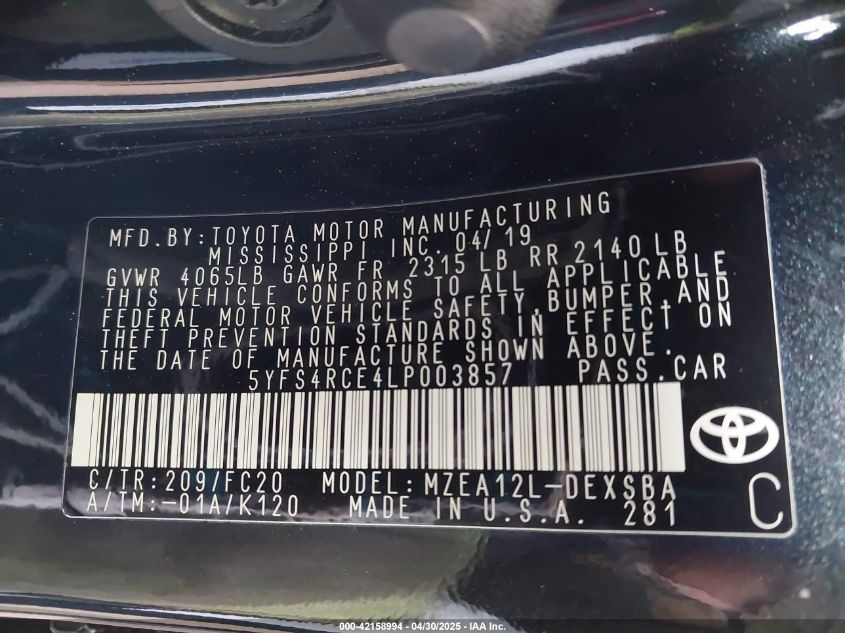 MFD. BY: TOYOTA MOTOR MANUFACTURING
MISSISSIPPI INC. 04/19
GVWR 4065LB GAWR FR 2315 LB RR 2140 LB
THIS VEHICLE CONFORMS TO ALL APPLICABLE
FEDERAL MOTOR VEHICLE SAFETY, BUMPER, AND
THEFT PREVENTION STANDARDS IN EFFECT ON
THE DATE OF MANUFACTURE SHOWN ABOVE.
5YFS4RCE4LP003857 PASS. CAR
C/TR: 209/FC20 MODEL: MZEA12L-DEXSBA
A/TM: -01A/K120 MADE IN U.S.A. 281
C
000-42158994 - 04/30/2025 - IAA Inc.